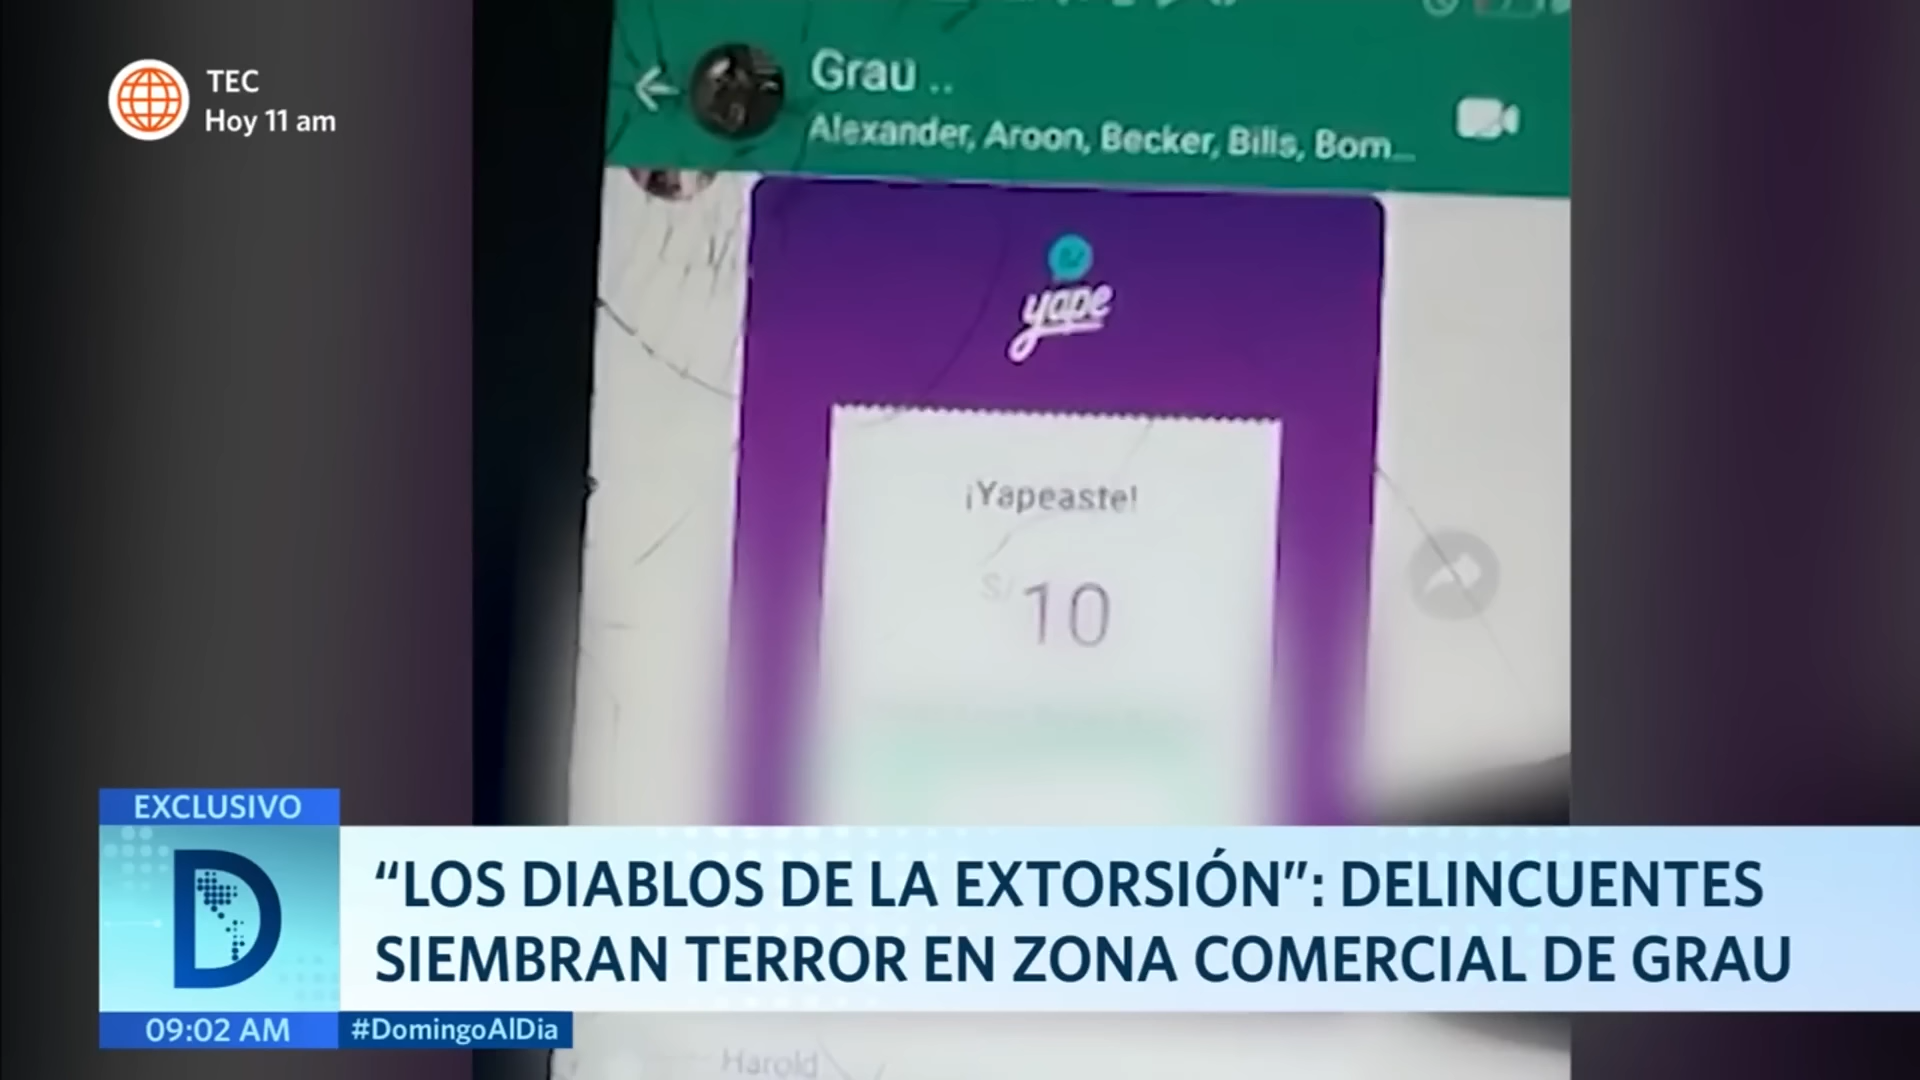 TEC
Hoy 11 am
Grau ..
Alexander, Aroon, Becker, Bills, Bom...
yape
¡Yapeaste!
S/ 10
EXCLUSIVO
D
“LOS DIABLOS DE LA EXTORSIÓN”: DELINCUENTES
SIEMBRAN TERROR EN ZONA COMERCIAL DE GRAU
09:02 AM
#DomingoAlDia
Harold